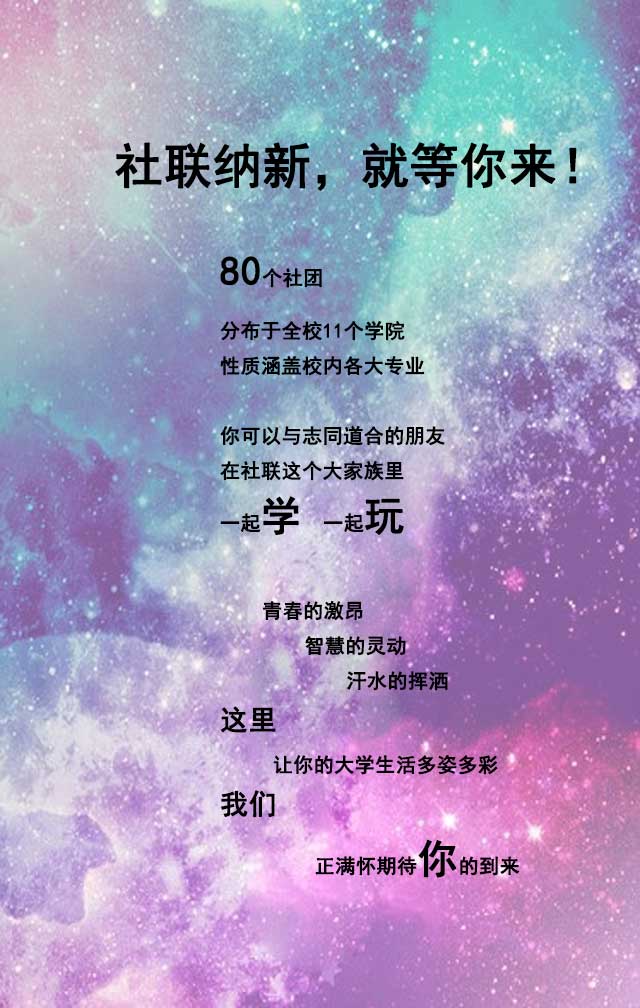 社联纳新，就等你来！
80个社团
分布于全校11个学院
性质涵盖校内各大专业
你可以与志同道合的朋友
在社联这个大家族里
一起学 一起玩
青春的激昂
智慧的灵动
汗水的挥洒
这里
让你的大学生活多姿多彩
我们
正满怀期待你的到来